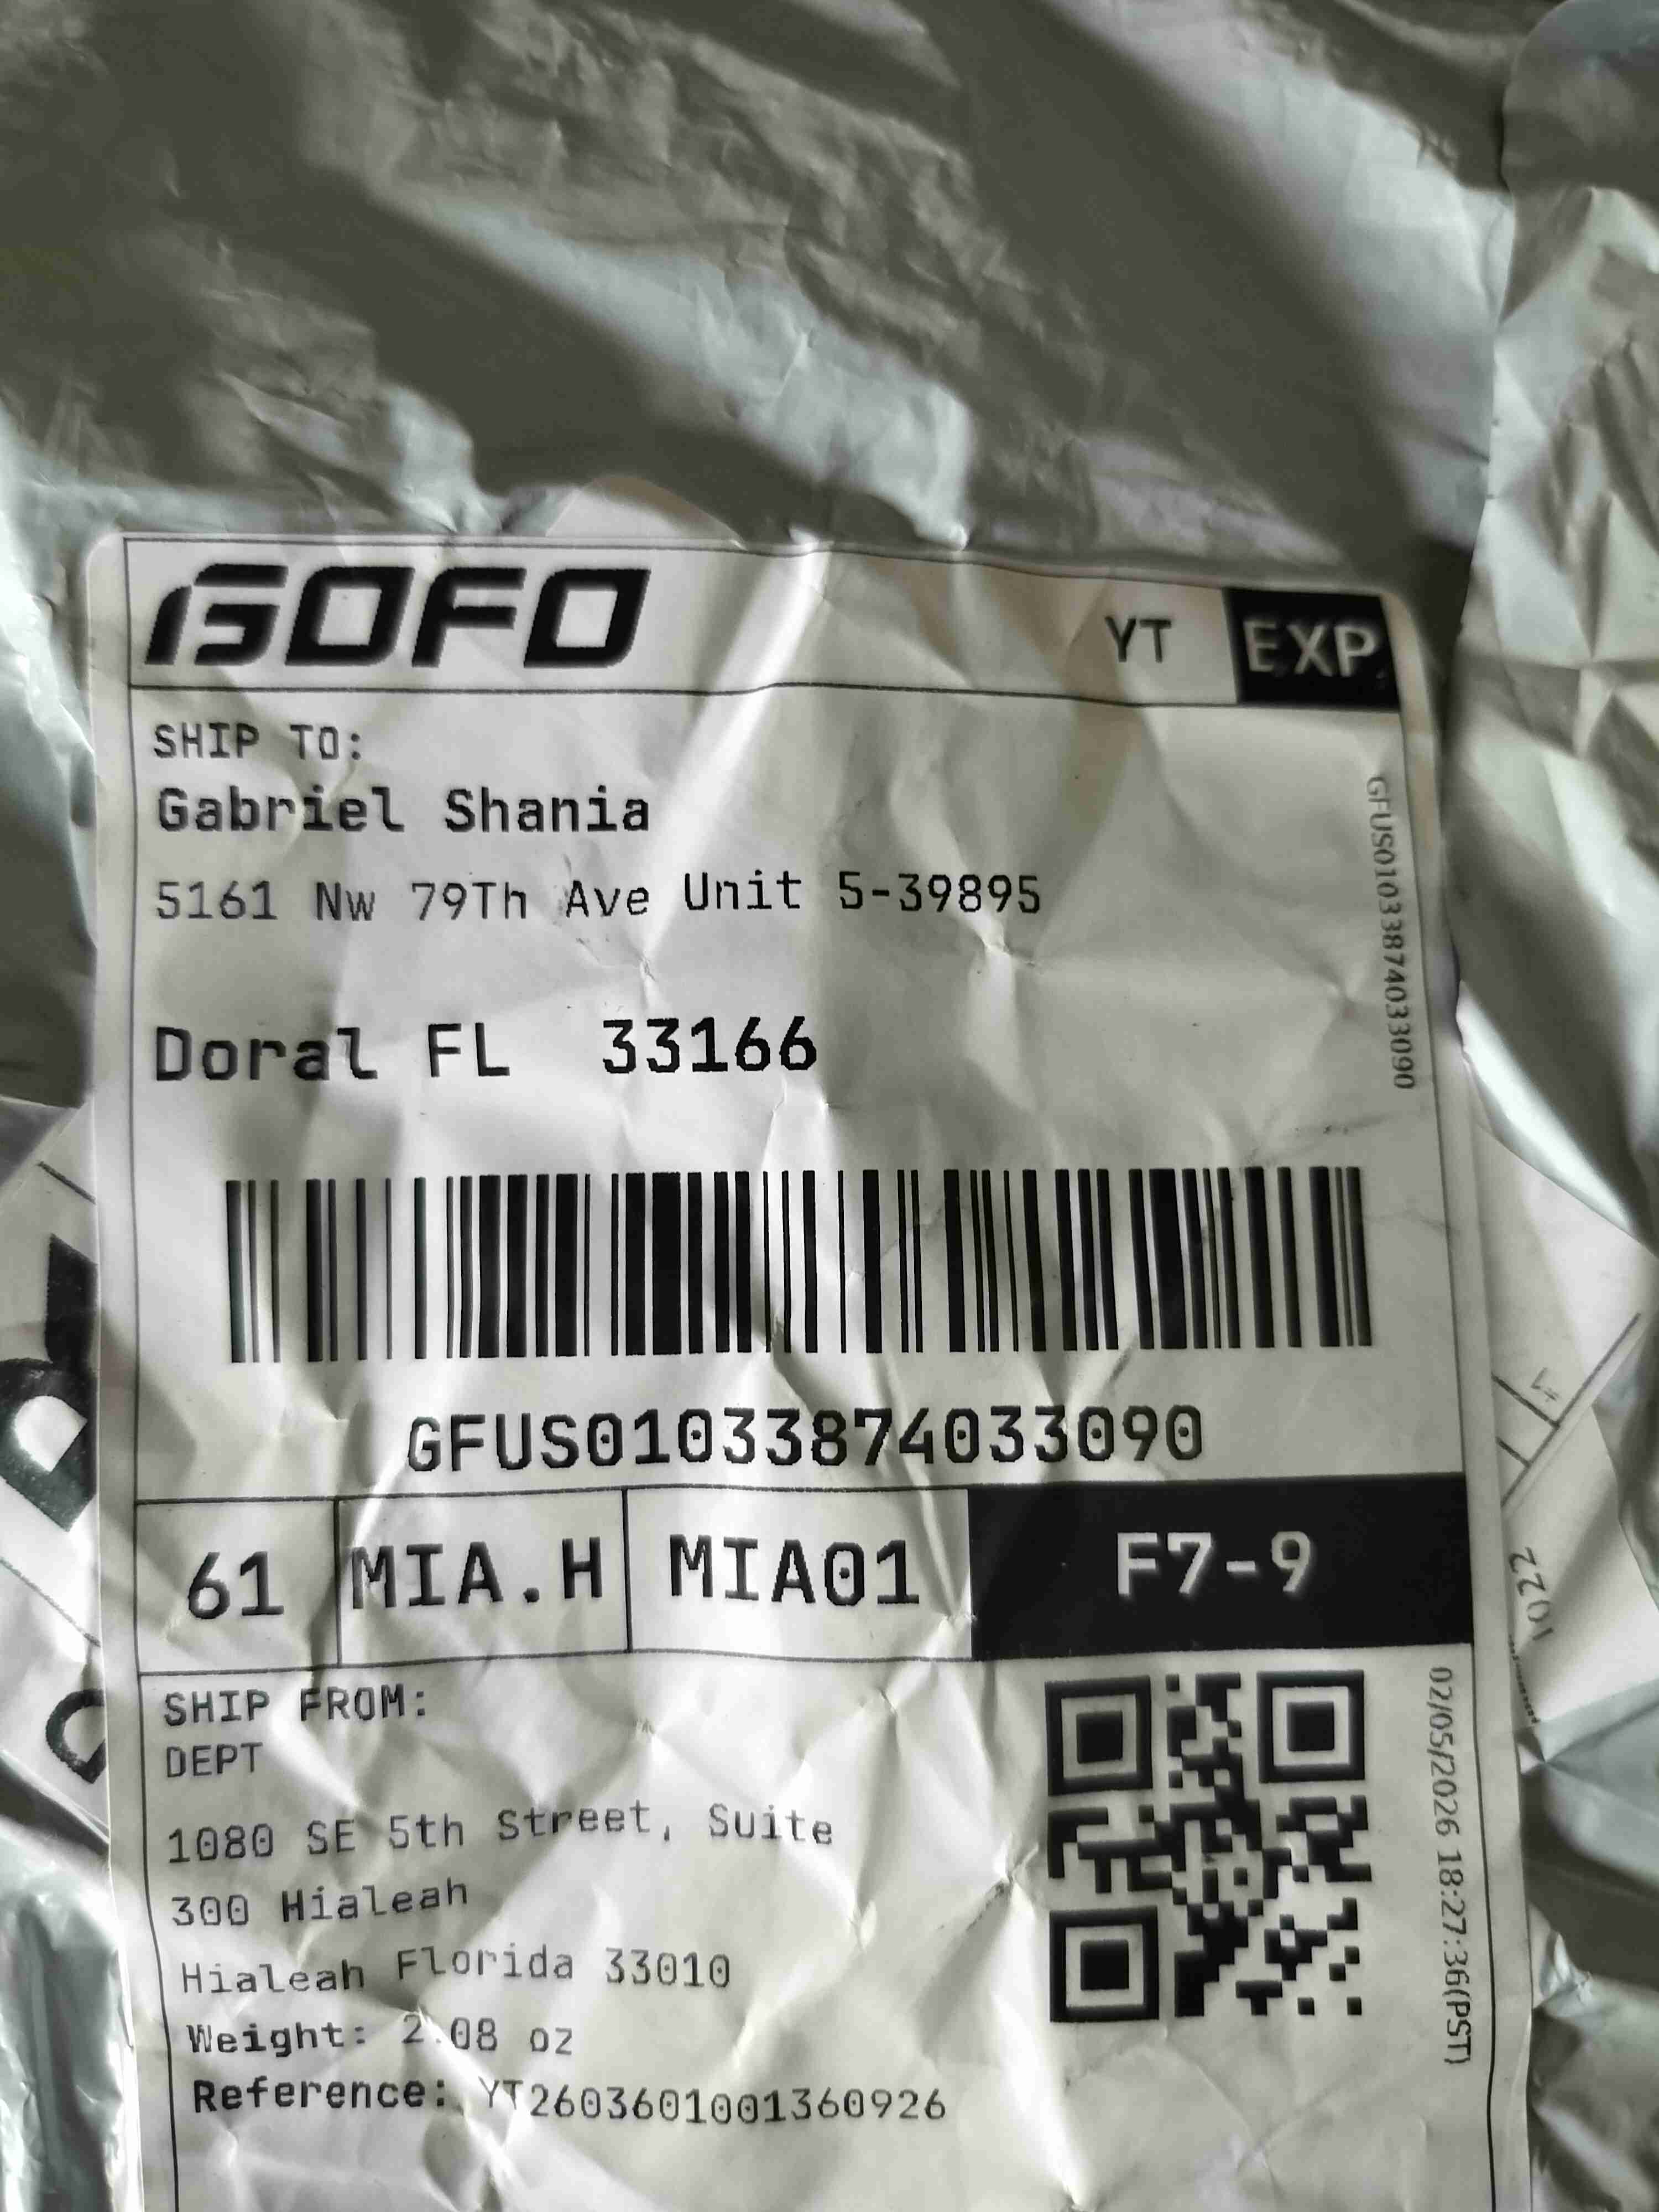 GOFO
YT
EXP
SHIP TO:
Gabriel Shania
5161 Nw 79Th Ave Unit 5-39895
Doral FL 33166
GFUS01033874033090
GFUS01033874033090
61
MIA.H
MIA01
F7-9
SHIP FROM:
DEPT
1080 SE 5th Street, Suite
300 Hialeah
Hialeah Florida 33010
Weight: 2.08 oz
Reference: YT2603601001360926
02/05/2026 18:27:36(PST)
1022